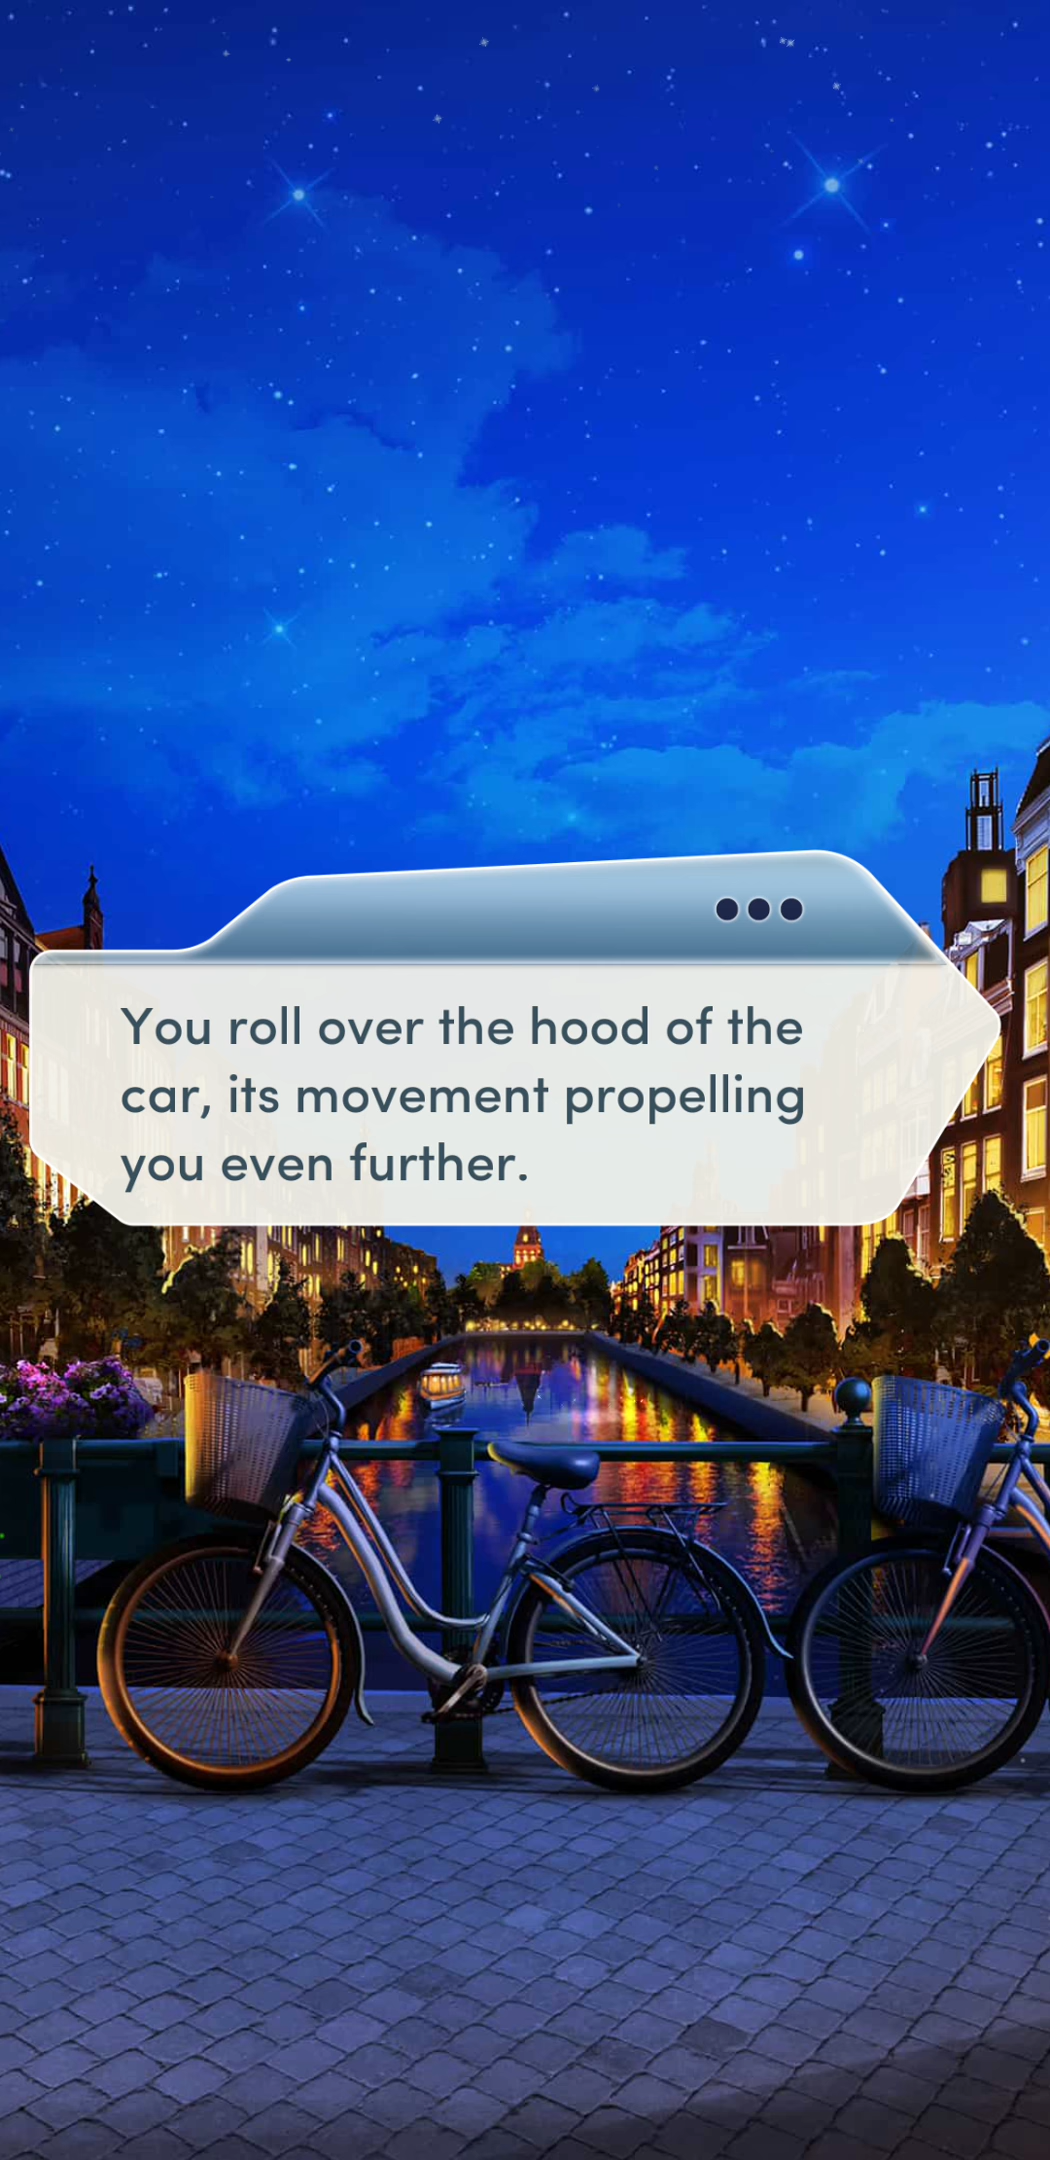 You roll over the hood of the
car, its movement propelling
you even further.